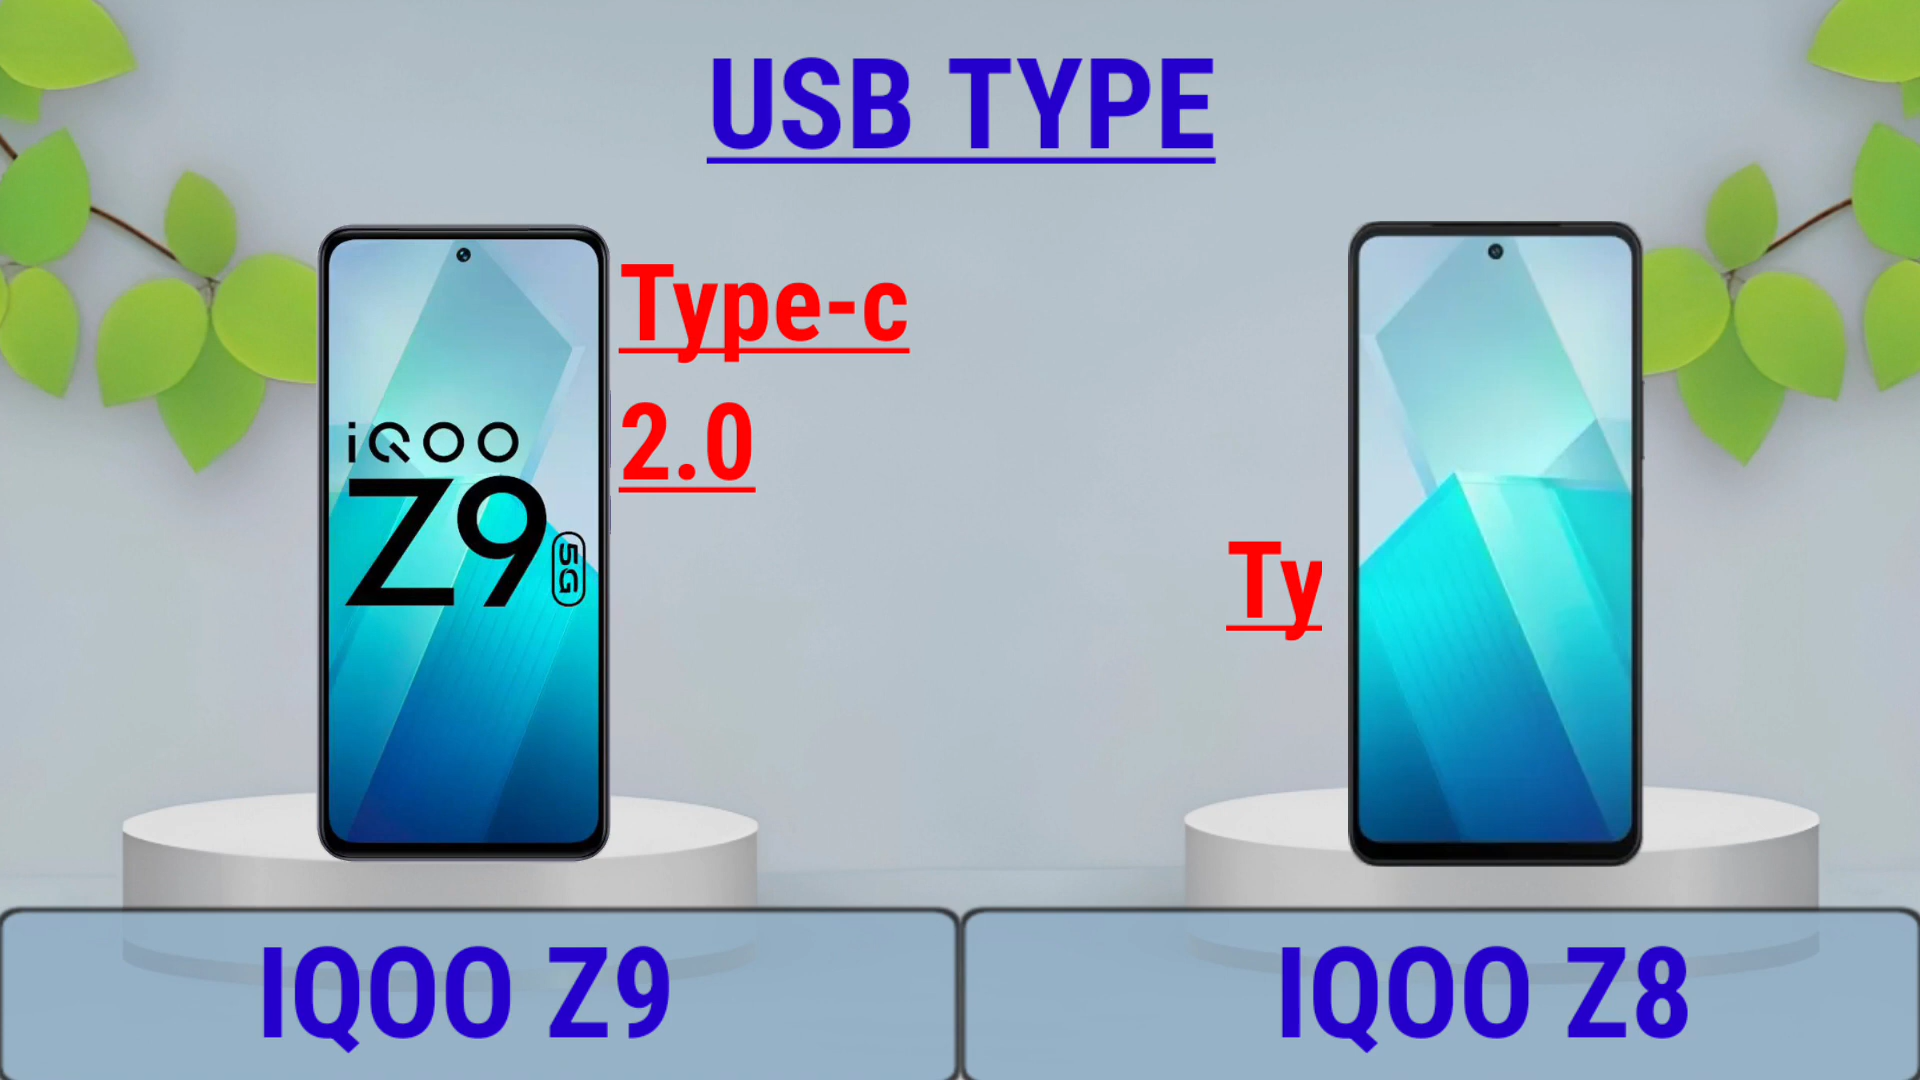 USB TYPE
Type-c
2.0
iQOO
Z9
5G
Ty
IQOO Z9
IQOO Z8